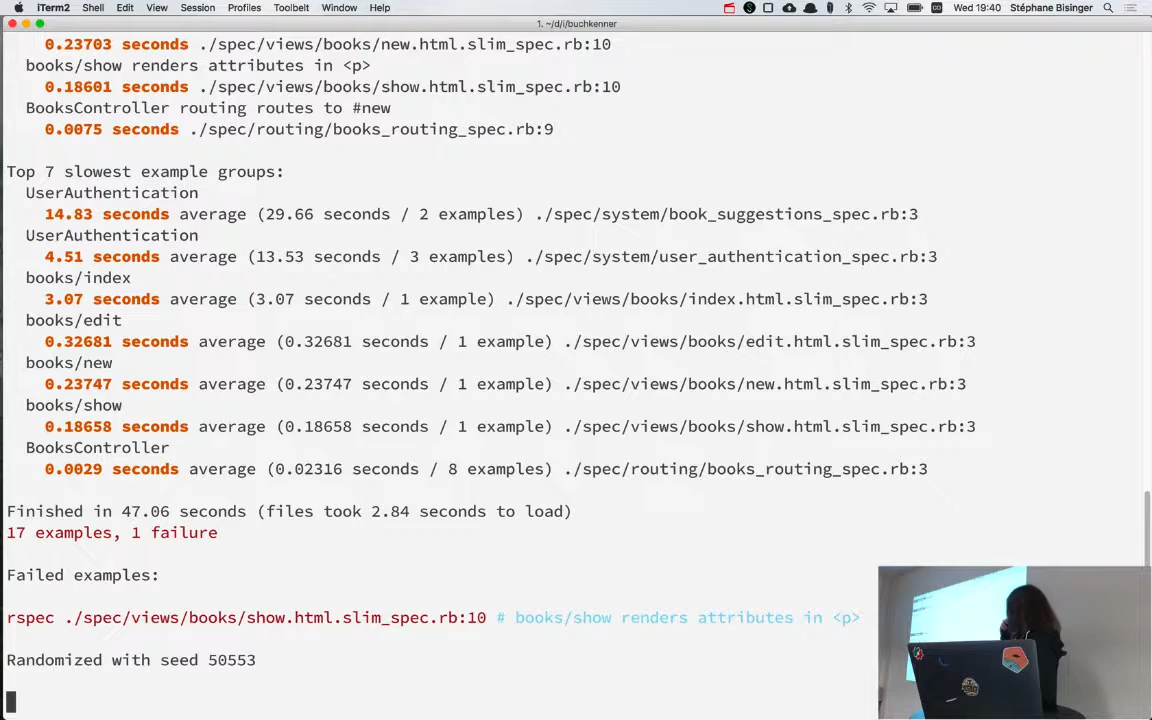 iTerm2 Shell Edit View Session Profiles Toolbelt Window Help Wed 19:40 Stéphane Bisinger
1. ~/d/i/buchkenner
0.23703 seconds ./spec/views/books/new.html.slim_spec.rb:10
books/show renders attributes in <p>
0.18601 seconds ./spec/views/books/show.html.slim_spec.rb:10
BooksController routing routes to #new
0.0075 seconds ./spec/routing/books_routing_spec.rb:9
Top 7 slowest example groups:
UserAuthentication
14.83 seconds average (29.66 seconds / 2 examples) ./spec/system/book_suggestions_spec.rb:3
UserAuthentication
4.51 seconds average (13.53 seconds / 3 examples) ./spec/system/user_authentication_spec.rb:3
books/index
3.07 seconds average (3.07 seconds / 1 example) ./spec/views/books/index.html.slim_spec.rb:3
books/edit
0.32681 seconds average (0.32681 seconds / 1 example) ./spec/views/books/edit.html.slim_spec.rb:3
books/new
0.23747 seconds average (0.23747 seconds / 1 example) ./spec/views/books/new.html.slim_spec.rb:3
books/show
0.18658 seconds average (0.18658 seconds / 1 example) ./spec/views/books/show.html.slim_spec.rb:3
BooksController
0.0029 seconds average (0.02316 seconds / 8 examples) ./spec/routing/books_routing_spec.rb:3
Finished in 47.06 seconds (files took 2.84 seconds to load)
17 examples, 1 failure
Failed examples:
rspec ./spec/views/books/show.html.slim_spec.rb:10 # books/show renders attributes in <p>
Randomized with seed 50553